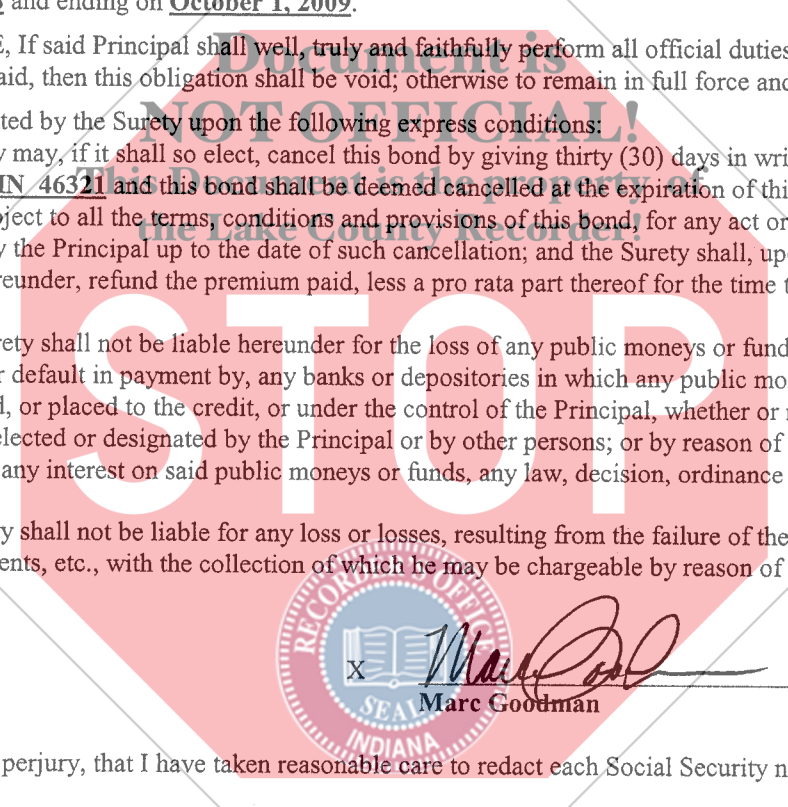 and ending on October 1, 2009.
E, If said Principal shall well, truly and faithfully perform all official duties
aid, then this obligation shall be void; otherwise to remain in full force and
Document is
NOT OFFICIAL!
This Document is the property of
the Lake County Recorder!
ted by the Surety upon the following express conditions:
y may, if it shall so elect, cancel this bond by giving thirty (30) days in wri
IN 46321 and this bond shall be deemed cancelled at the expiration of thi
bject to all the terms, conditions and provisions of this bond, for any act or
y the Principal up to the date of such cancellation; and the Surety shall, up
reunder, refund the premium paid, less a pro rata part thereof for the time t
STOP
rety shall not be liable hereunder for the loss of any public moneys or fund
r default in payment by, any banks or depositories in which any public mo
d, or placed to the credit, or under the control of the Principal, whether or
elected or designated by the Principal or by other persons; or by reason of
any interest on said public moneys or funds, any law, decision, ordinance
y shall not be liable for any loss or losses, resulting from the failure of the
ents, etc., with the collection of which he may be chargeable by reason of
RECORDER'S OFFICE
SEAL
INDIANA
X Marc Goodman
Marc Goodman
perjury, that I have taken reasonable care to redact each Social Security n